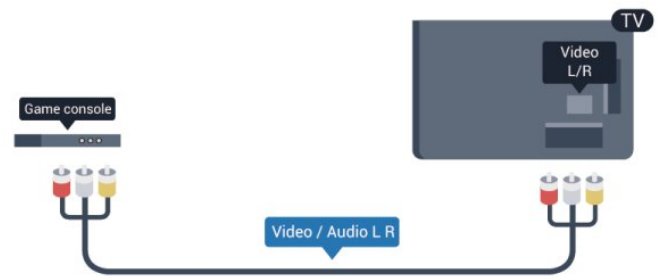 TV
Video
L/R
Game console
Video / Audio L R